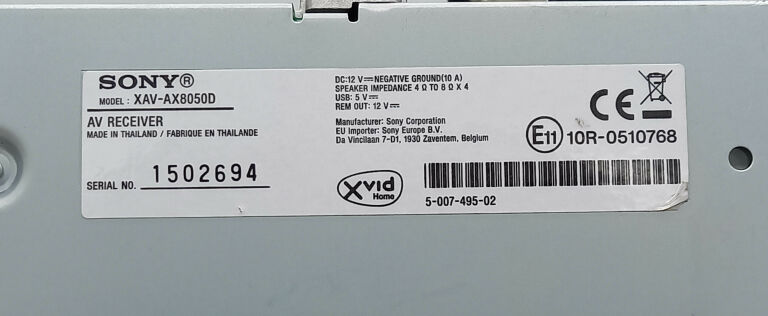 SONY®
MODEL : XAV-AX8050D
AV RECEIVER
MADE IN THAILAND / FABRIQUE EN THAILANDE
SERIAL NO. 1502694
DC:12 V⎓NEGATIVE GROUND(10 A)
SPEAKER IMPEDANCE 4 Ω TO 8 Ω X 4
USB: 5 V⎓
REM OUT: 12 V⎓
Manufacturer: Sony Corporation
EU Importer: Sony Europe B.V.
Da Vincilaan 7-D1, 1930 Zaventem, Belgium
Xvid
Home
CE
E11 10R-0510768
5-007-495-02